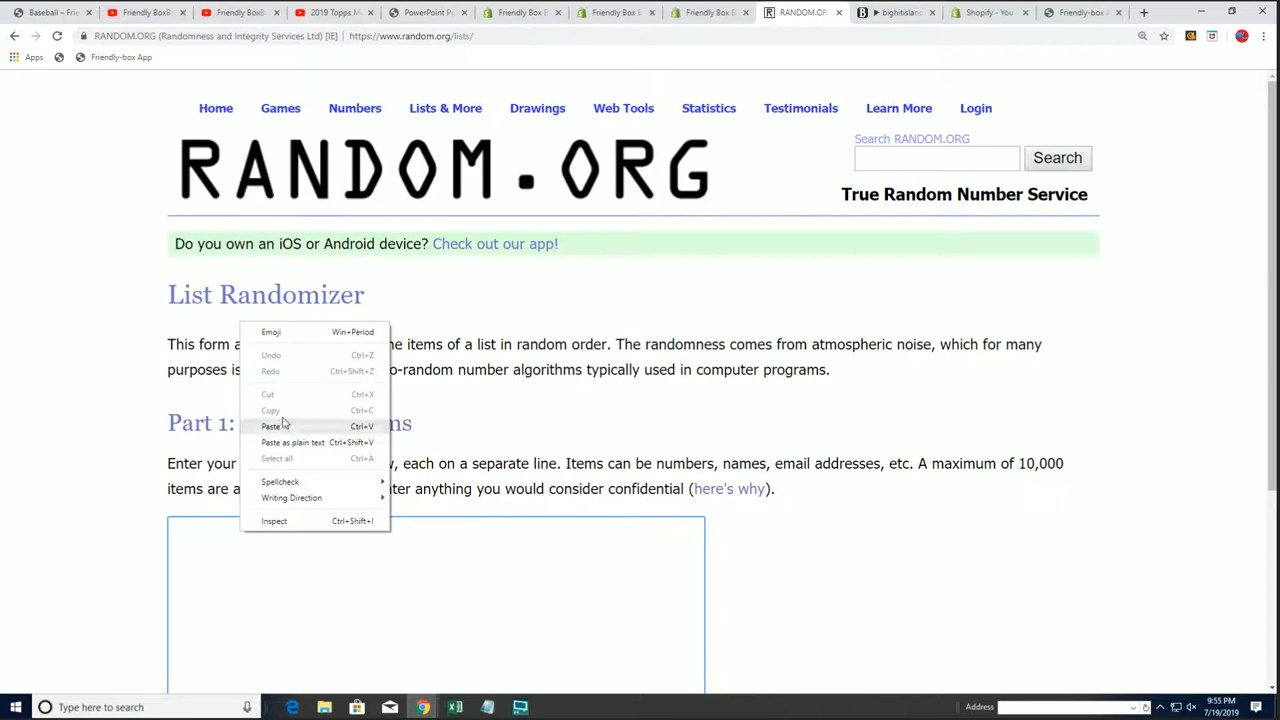 Baseball – Frie
Friendly BoxB
Friendly BoxB
2019 Topps M
PowerPoint P
Friendly Box B
Friendly Box B
Friendly Box B
RANDOM.OR
bighitislan
Shopify - You
Friendly-box
RANDOM.ORG (Randomness and Integrity Services Ltd) [IE] | https://www.random.org/lists/
Apps Friendly-box App
Home Games Numbers Lists & More Drawings Web Tools Statistics Testimonials Learn More Login
RANDOM.ORG
Search RANDOM.ORG
Search
True Random Number Service
Do you own an iOS or Android device? Check out our app!
List Randomizer
This form a he items of a list in random order. The randomness comes from atmospheric noise, which for many
purposes is o-random number algorithms typically used in computer programs.
Part 1: ms
Enter your w, each on a separate line. Items can be numbers, names, email addresses, etc. A maximum of 10,000
items are a nter anything you would consider confidential (here's why).
Emoji Win+Period
Undo Ctrl+Z
Redo Ctrl+Shift+Z
Cut Ctrl+X
Copy Ctrl+C
Paste Ctrl+V
Paste as plain text Ctrl+Shift+V
Select all Ctrl+A
Spellcheck
Writing Direction
Inspect Ctrl+Shift+I
Type here to search
Address
9:55 PM
7/19/2019